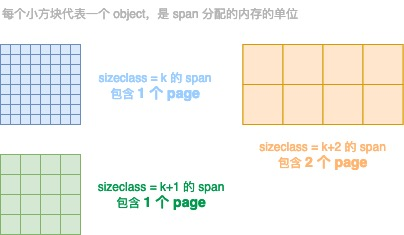 每个小方块代表一个 object，是 span 分配的内存的单位
sizeclass = k 的 span
包含 1 个 page
sizeclass = k+2 的 span
包含 2 个 page
sizeclass = k+1 的 span
包含 1 个 page